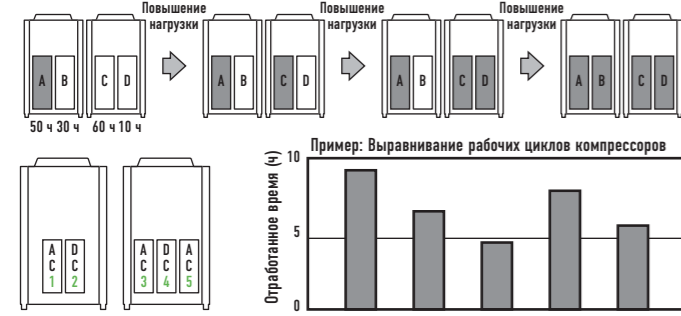 Повышение
нагрузки
Повышение
нагрузки
Повышение
нагрузки
A B C D
A B C D
A B C D
A B C D
50 ч 30 ч 60 ч 10 ч
Пример: Выравнивание рабочих циклов компрессоров
Отработанное время (ч)
10
5
0
A D A D A
C C C C C
1 2 3 4 5